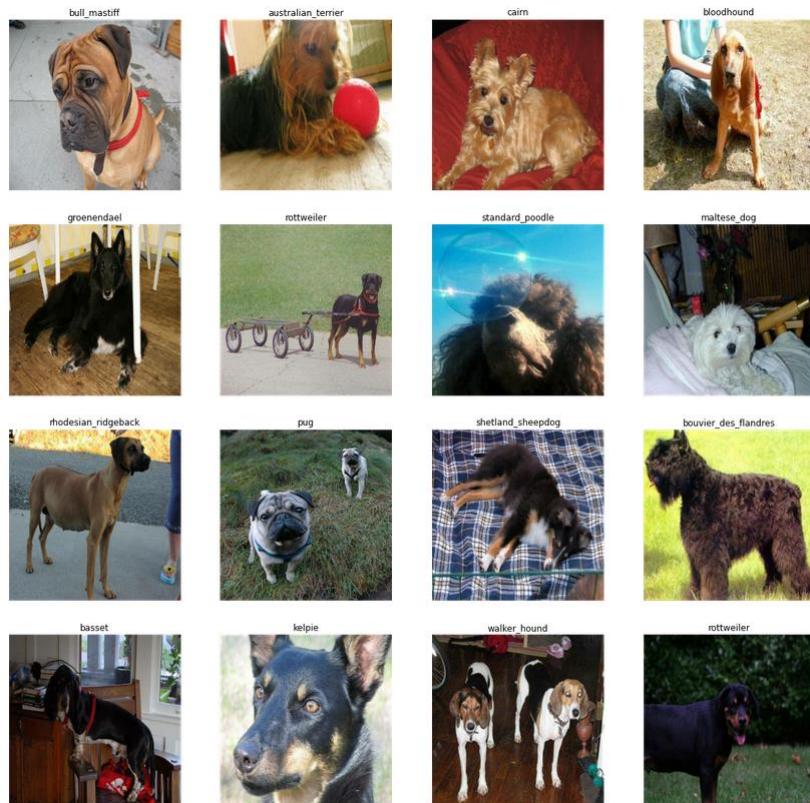 bull_mastiff australian_terrier cairn bloodhound
groenendael rottweiler standard_poodle maltese_dog
rhodesian_ridgeback pug shetland_sheepdog bouvier_des_flandres
basset kelpie walker_hound rottweiler